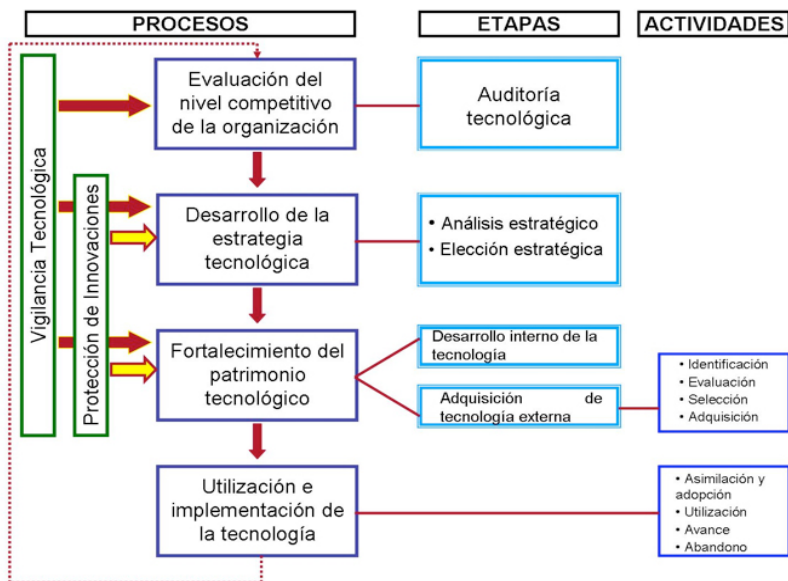 PROCESOS
ETAPAS
ACTIVIDADES
Vigilancia Tecnológica
Protección de Innovaciones
Evaluación del
nivel competitivo
de la organización
Auditoría
tecnológica
Desarrollo de la
estrategia
tecnológica
• Análisis estratégico
• Elección estratégica
Fortalecimiento del
patrimonio
tecnológico
Desarrollo interno de la
tecnología
Adquisición de
tecnología externa
• Identificación
• Evaluación
• Selección
• Adquisición
Utilización e
implementación de
la tecnología
• Asimilación y
adopción
• Utilización
• Avance
• Abandono